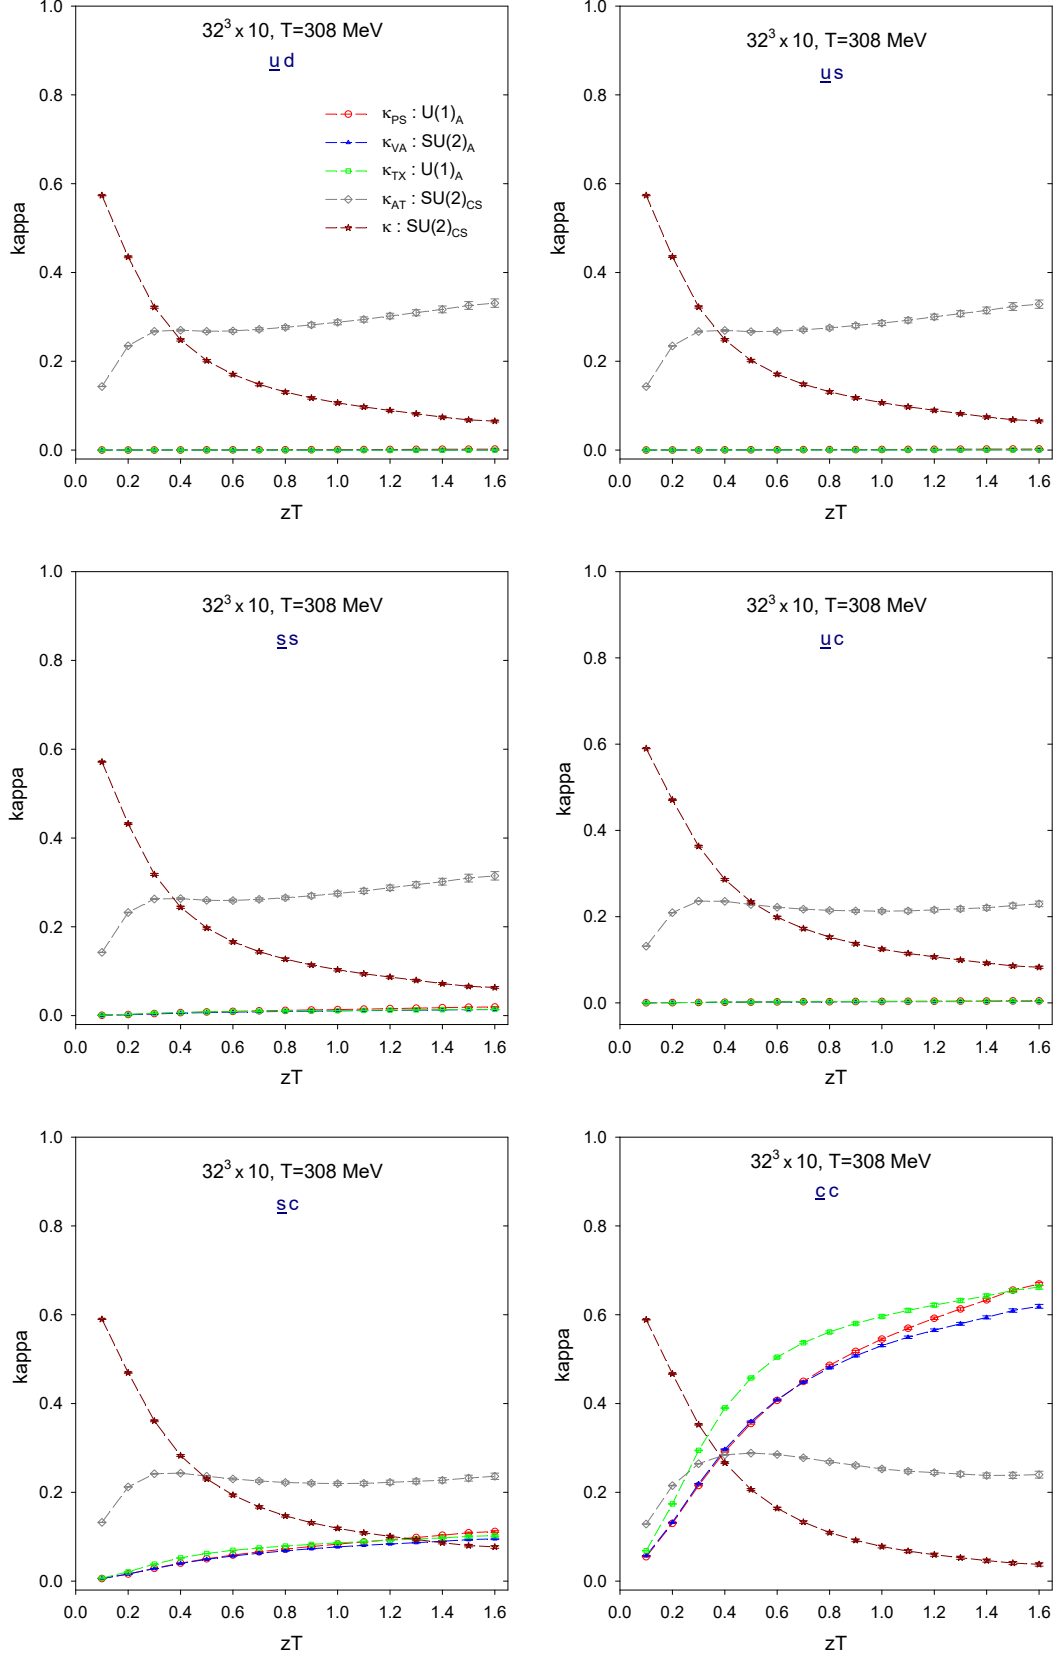 32³ x 10, T=308 MeV
u d
κPS : U(1)A
κVA : SU(2)A
κTX : U(1)A
κAT : SU(2)CS
κ : SU(2)CS
kappa
1.0
0.8
0.6
0.4
0.2
0.0
0.0 0.2 0.4 0.6 0.8 1.0 1.2 1.4 1.6
zT
32³ x 10, T=308 MeV
u s
kappa
1.0
0.8
0.6
0.4
0.2
0.0
0.0 0.2 0.4 0.6 0.8 1.0 1.2 1.4 1.6
zT
32³ x 10, T=308 MeV
s s
kappa
1.0
0.8
0.6
0.4
0.2
0.0
0.0 0.2 0.4 0.6 0.8 1.0 1.2 1.4 1.6
zT
32³ x 10, T=308 MeV
u c
kappa
1.0
0.8
0.6
0.4
0.2
0.0
0.0 0.2 0.4 0.6 0.8 1.0 1.2 1.4 1.6
zT
32³ x 10, T=308 MeV
s c
kappa
1.0
0.8
0.6
0.4
0.2
0.0
0.0 0.2 0.4 0.6 0.8 1.0 1.2 1.4 1.6
zT
32³ x 10, T=308 MeV
c c
kappa
1.0
0.8
0.6
0.4
0.2
0.0
0.0 0.2 0.4 0.6 0.8 1.0 1.2 1.4 1.6
zT